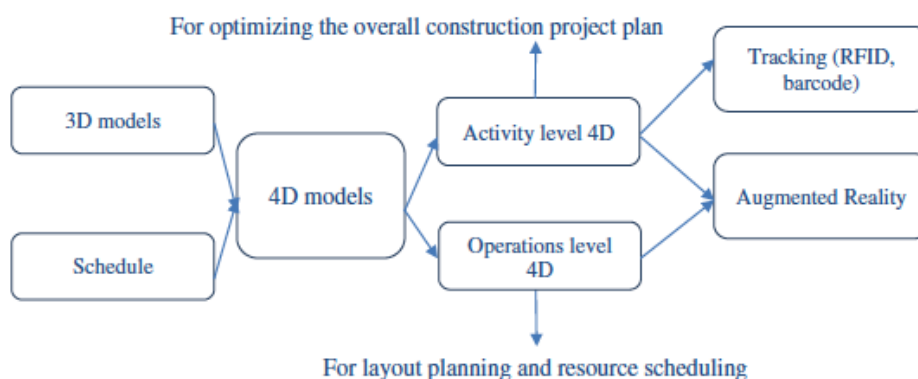 For optimizing the overall construction project plan
Tracking (RFID,
barcode)
3D models
Activity level 4D
4D models
Augmented Reality
Schedule
Operations level
4D
For layout planning and resource scheduling